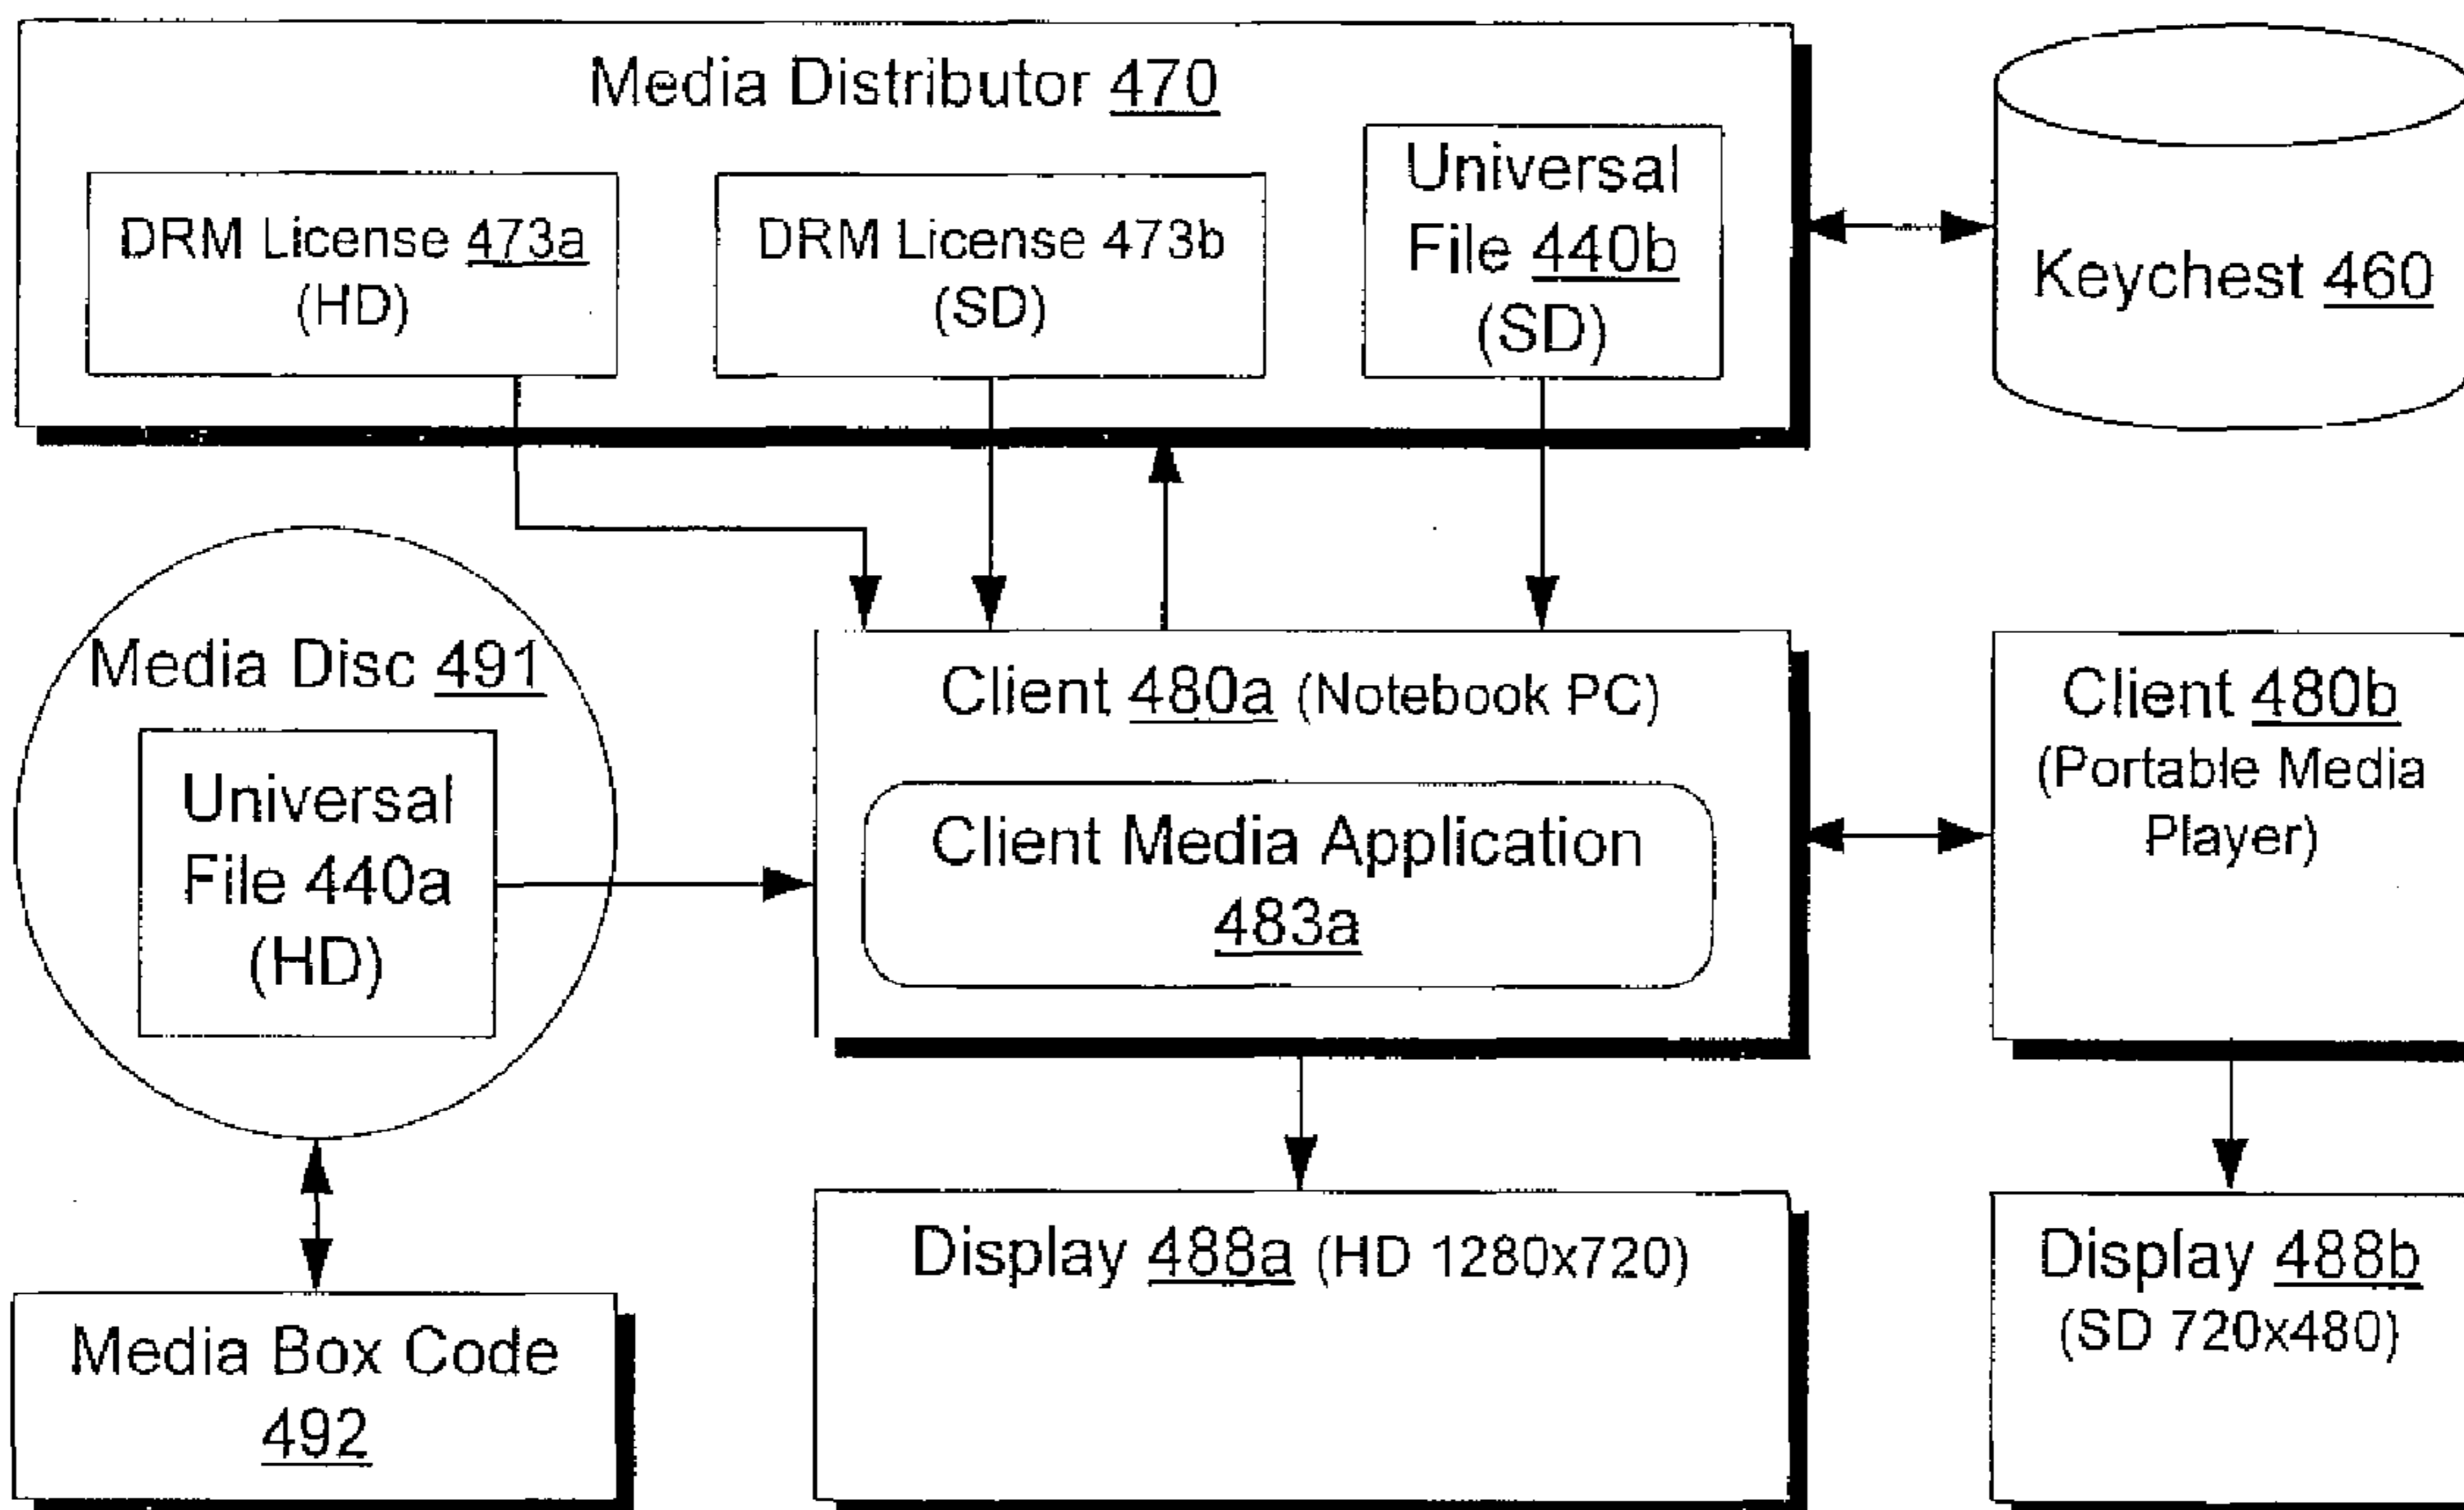 Media Distributor 470
DRM License 473a
(HD)
DRM License 473b
(SD)
Universal
File 440b
(SD)
Keychest 460
Media Disc 491
Universal
File 440a
(HD)
Client 480a (Notebook PC)
Client Media Application
483a
Client 480b
(Portable Media
Player)
Media Box Code
492
Display 488a (HD 1280x720)
Display 488b
(SD 720x480)